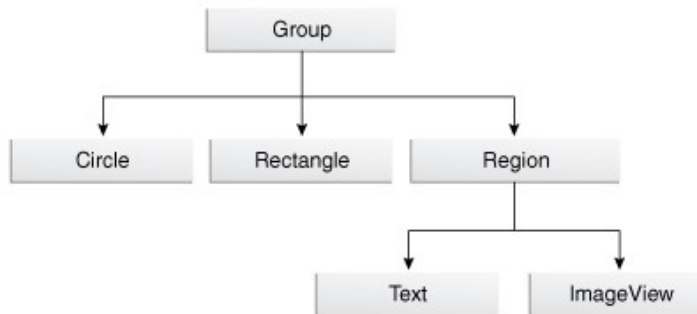 Group
Circle
Rectangle
Region
Text
ImageView